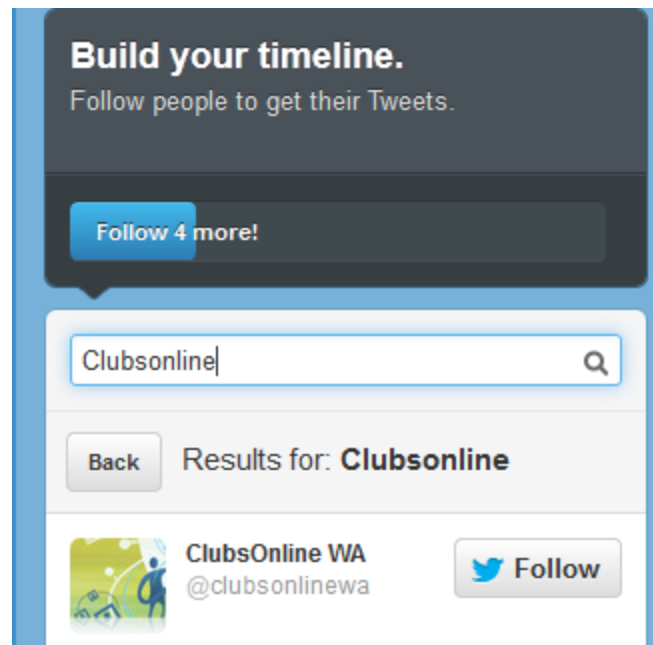 Build your timeline.
Follow people to get their Tweets.
Follow 4 more!
Clubsonline
Back Results for: Clubsonline
ClubsOnline WA
@clubsonlinewa
Follow